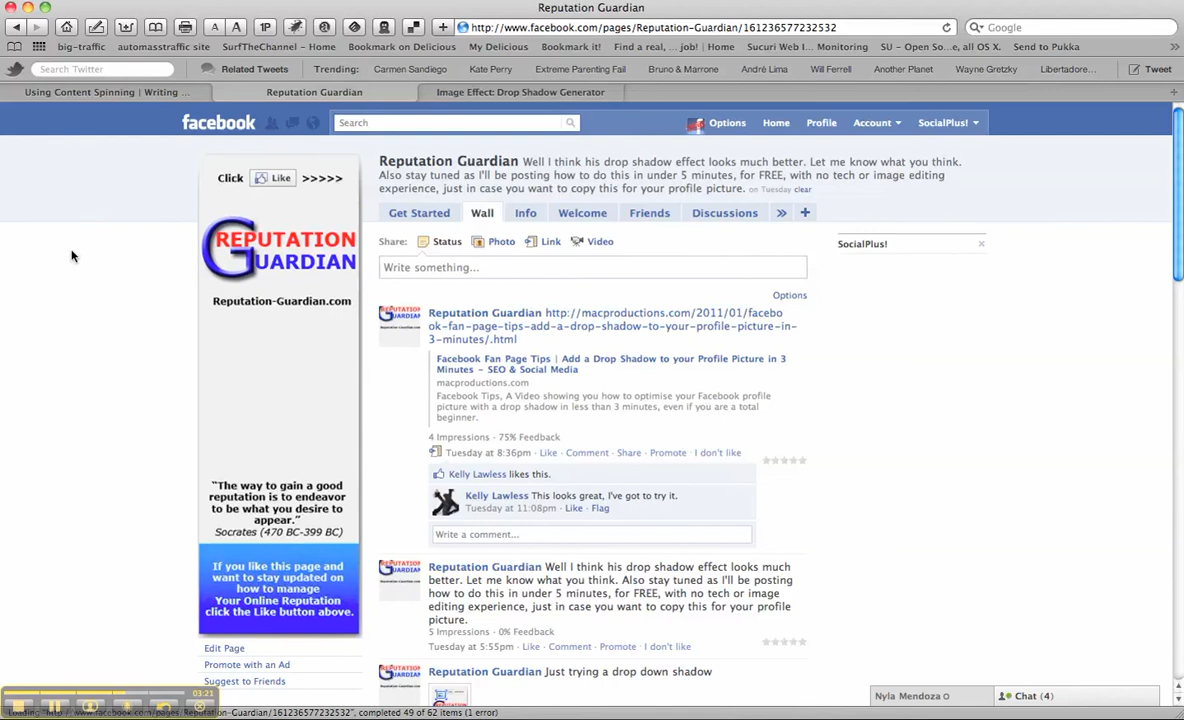 Reputation Guardian
A A 1P @ + http://www.facebook.com/pages/Reputation-Guardian/161236577232532 Google
big-traffic automasstraffic site SurfTheChannel - Home Bookmark on Delicious My Delicious Bookmark it! Find a real, ... job! | Home Sucuri Web I... Monitoring SU - Open So...e, all OS X. Send to Pukka >>
Search Twitter Related Tweets Trending: Carmen Sandiego Kate Perry Extreme Parenting Fail Bruno & Marrone André Lima Will Ferrell Another Planet Wayne Gretzky Libertadore... Tweet
Using Content Spinning | Writing ... Reputation Guardian Image Effect: Drop Shadow Generator +
facebook Search Options Home Profile Account SocialPlus!
Click Like >>>>>
REPUTATION
GUARDIAN
Reputation-Guardian.com
“The way to gain a good
reputation is to endeavor
to be what you desire to
appear.”
Socrates (470 BC-399 BC)
If you like this page and
want to stay updated on
how to manage
Your Online Reputation
click the Like button above.
Edit Page
Promote with an Ad
Suggest to Friends
Reputation Guardian Well I think his drop shadow effect looks much better. Let me know what you think.
Also stay tuned as I'll be posting how to do this in under 5 minutes, for FREE, with no tech or image editing
experience, just in case you want to copy this for your profile picture. on Tuesday clear
Get Started Wall Info Welcome Friends Discussions >> +
Share: Status Photo Link Video
Write something...
Options
Reputation Guardian http://macproductions.com/2011/01/facebo
ok-fan-page-tips-add-a-drop-shadow-to-your-profile-picture-in-
3-minutes/.html
Facebook Fan Page Tips | Add a Drop Shadow to your Profile Picture in 3
Minutes – SEO & Social Media
macproductions.com
Facebook Tips, A Video showing you how to optimise your Facebook profile
picture with a drop shadow in less than 3 minutes, even if you are a total
beginner.
4 Impressions · 75% Feedback
Tuesday at 8:36pm · Like · Comment · Share · Promote · I don't like
Kelly Lawless likes this.
Kelly Lawless This looks great, I've got to try it.
Tuesday at 11:08pm · Like · Flag
Write a comment...
Reputation Guardian Well I think his drop shadow effect looks much
better. Let me know what you think. Also stay tuned as I'll be posting
how to do this in under 5 minutes, for FREE, with no tech or image
editing experience, just in case you want to copy this for your profile
picture.
5 Impressions · 0% Feedback
Tuesday at 5:55pm · Like · Comment · Promote · I don't like
Reputation Guardian Just trying a drop down shadow
SocialPlus! x
Nyla Mendoza Chat (4)
03:21
Loading "http://www.facebook.com/pages/Reputation-Guardian/161236577232532", completed 49 of 62 items (1 error)